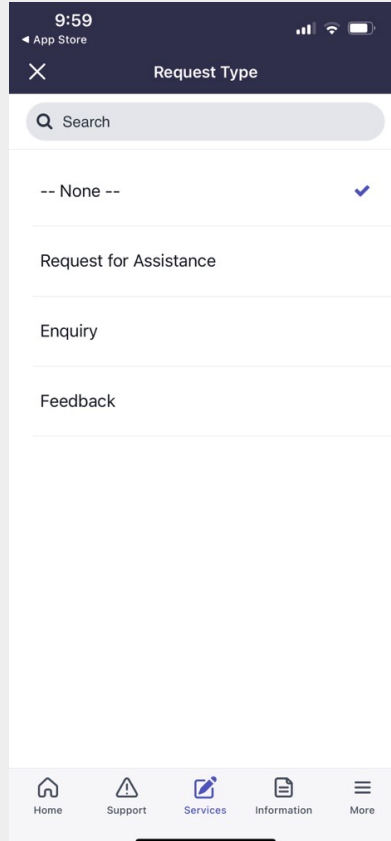 9:59
◀ App Store
Request Type
Search
-- None --
Request for Assistance
Enquiry
Feedback
Home Support Services Information More